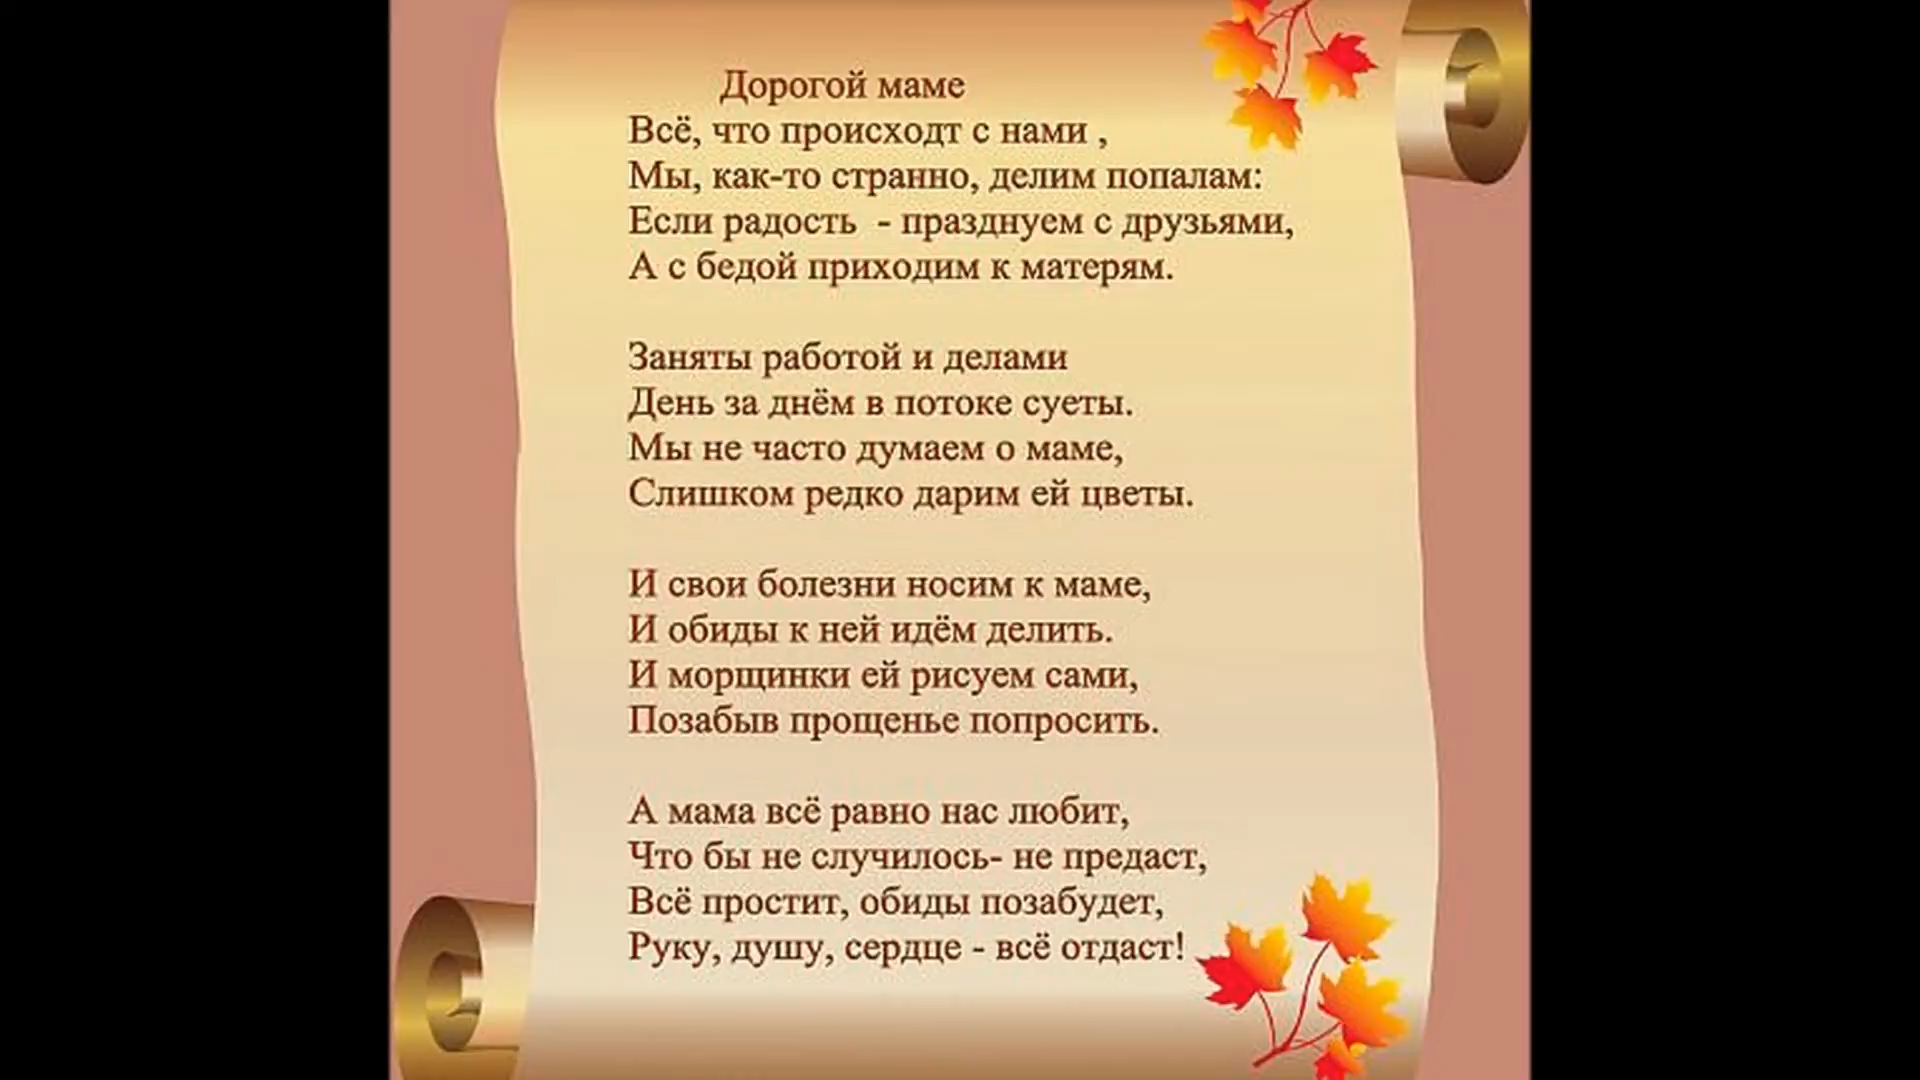 Дорогой маме
Всё, что происходт с нами ,
Мы, как-то странно, делим попалам:
Если радость - празднуем с друзьями,
А с бедой приходим к матерям.
Заняты работой и делами
День за днём в потоке суеты.
Мы не часто думаем о маме,
Слишком редко дарим ей цветы.
И свои болезни носим к маме,
И обиды к ней идём делить.
И морщинки ей рисуем сами,
Позабыв прощенье попросить.
А мама всё равно нас любит,
Что бы не случилось- не предаст,
Всё простит, обиды позабудет,
Руку, душу, сердце - всё отдаст!